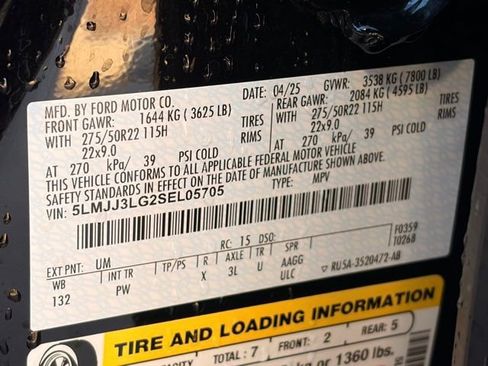 MFD. BY FORD MOTOR CO.
DATE: 04/25 GVWR: 3538 KG ( 7800 LB)
FRONT GAWR: 1644 KG ( 3625 LB)
REAR GAWR: 2084 KG ( 4595 LB)
WITH 275/50R22 115H TIRES
WITH 275/50R22 115H TIRES
22x9.0 RIMS
22x9.0 RIMS
AT 270 kPa/ 39 PSI COLD
AT 270 kPa/ 39 PSI COLD
THIS VEHICLE CONFORMS TO ALL APPLICABLE FEDERAL MOTOR VEHICLE
SAFETY STANDARDS IN EFFECT ON THE DATE OF MANUFACTURE SHOWN ABOVE.
VIN: 5LMJJ3LG2SEL05705
TYPE: MPV
F0359
T0268
EXT PNT: UM RC: 15 DSO:
WB INT TR TP/PS R AXLE TR SPR
132 PW X 3L U AAGG
ULC
RU5A-3520472-AB
TIRE AND LOADING INFORMATION
TOTAL: 7 FRONT: 2 REAR: 5
kg or 1360 lbs.